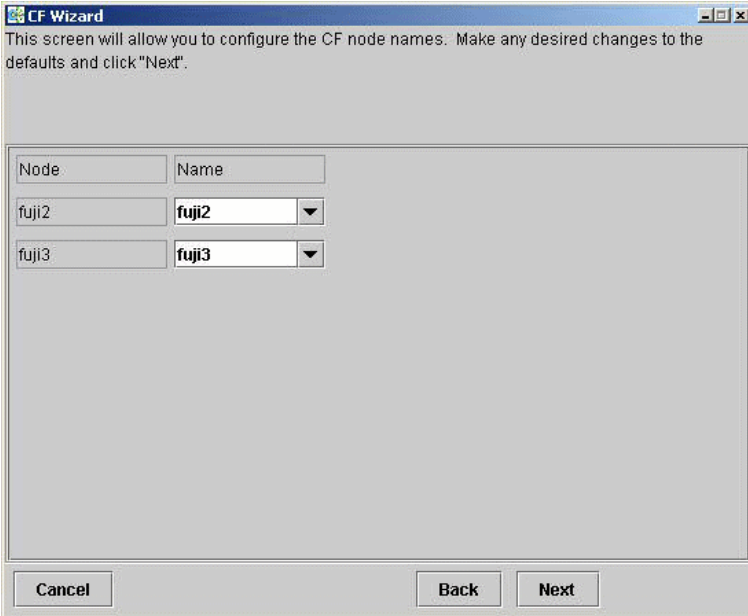 CF Wizard
This screen will allow you to configure the CF node names. Make any desired changes to the
defaults and click "Next".
Node Name
fuji2 fuji2
fuji3 fuji3
Cancel Back Next